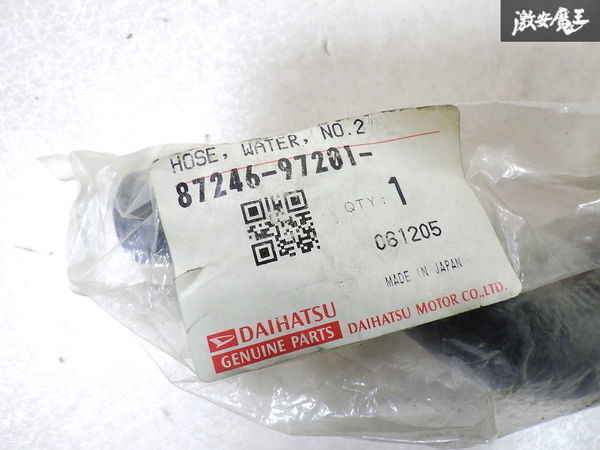 激安魔王
HOSE, WATER, NO.2
87246-97201-
QTY: 1
061205
MADE IN JAPAN
DAIHATSU
GENUINE PARTS
DAIHATSU MOTOR CO.,LTD.